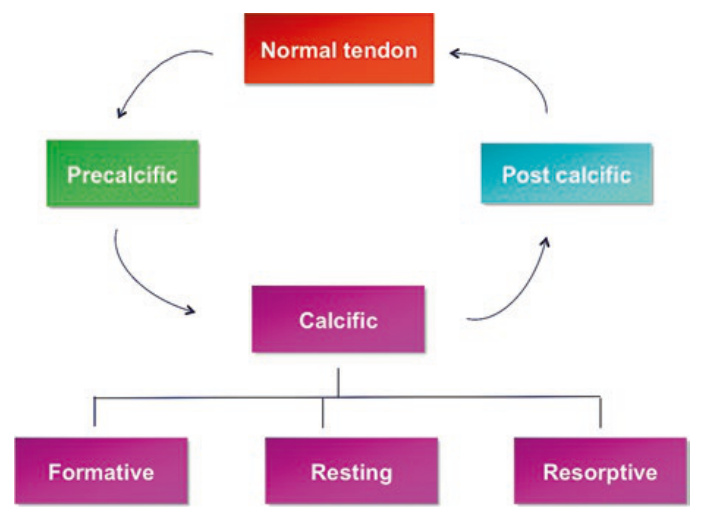 Normal tendon
Precalcific
Post calcific
Calcific
Formative
Resting
Resorptive